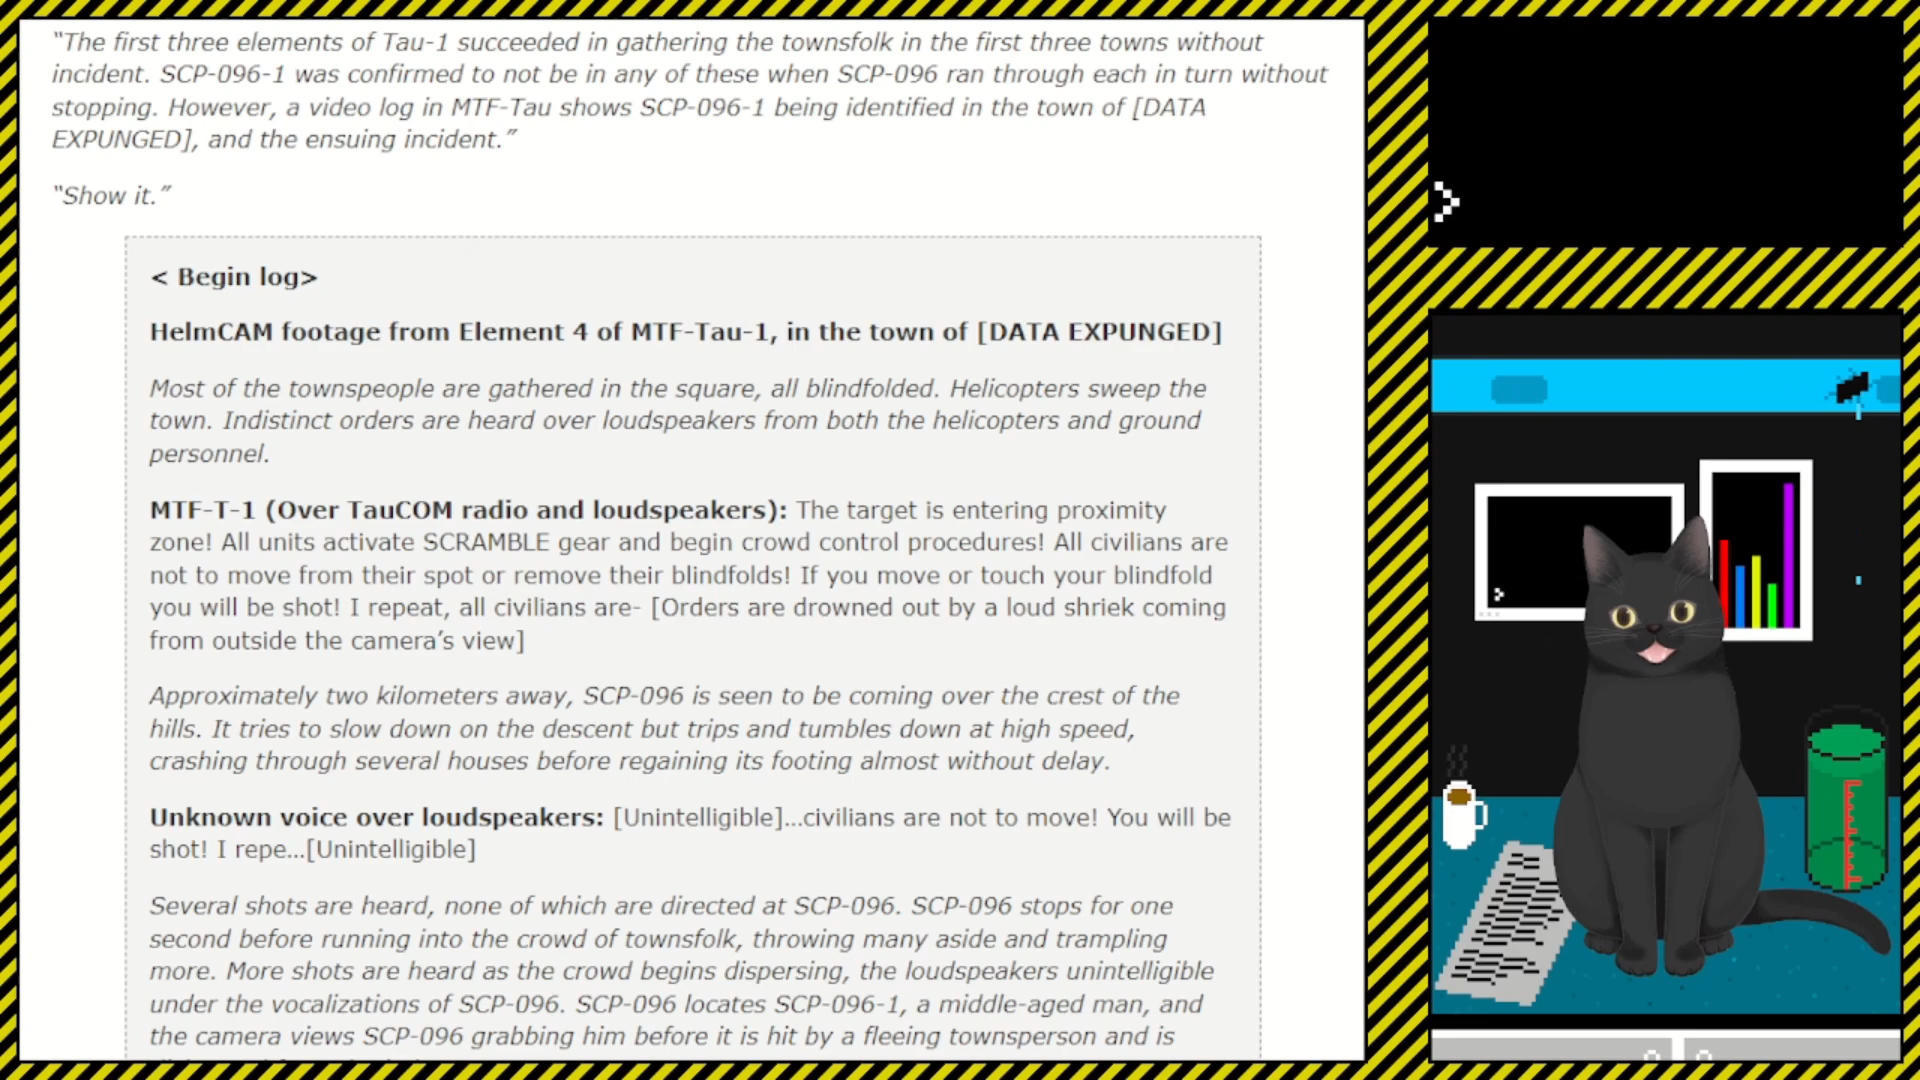 “The first three elements of Tau-1 succeeded in gathering the townsfolk in the first three towns without
incident. SCP-096-1 was confirmed to not be in any of these when SCP-096 ran through each in turn without
stopping. However, a video log in MTF-Tau shows SCP-096-1 being identified in the town of [DATA
EXPUNGED], and the ensuing incident.”
“Show it.”
< Begin log>
HelmCAM footage from Element 4 of MTF-Tau-1, in the town of [DATA EXPUNGED]
Most of the townspeople are gathered in the square, all blindfolded. Helicopters sweep the
town. Indistinct orders are heard over loudspeakers from both the helicopters and ground
personnel.
MTF-T-1 (Over TauCOM radio and loudspeakers): The target is entering proximity
zone! All units activate SCRAMBLE gear and begin crowd control procedures! All civilians are
not to move from their spot or remove their blindfolds! If you move or touch your blindfold
you will be shot! I repeat, all civilians are- [Orders are drowned out by a loud shriek coming
from outside the camera’s view]
Approximately two kilometers away, SCP-096 is seen to be coming over the crest of the
hills. It tries to slow down on the descent but trips and tumbles down at high speed,
crashing through several houses before regaining its footing almost without delay.
Unknown voice over loudspeakers: [Unintelligible]...civilians are not to move! You will be
shot! I repe...[Unintelligible]
Several shots are heard, none of which are directed at SCP-096. SCP-096 stops for one
second before running into the crowd of townsfolk, throwing many aside and trampling
more. More shots are heard as the crowd begins dispersing, the loudspeakers unintelligible
under the vocalizations of SCP-096. SCP-096 locates SCP-096-1, a middle-aged man, and
the camera views SCP-096 grabbing him before it is hit by a fleeing townsperson and is